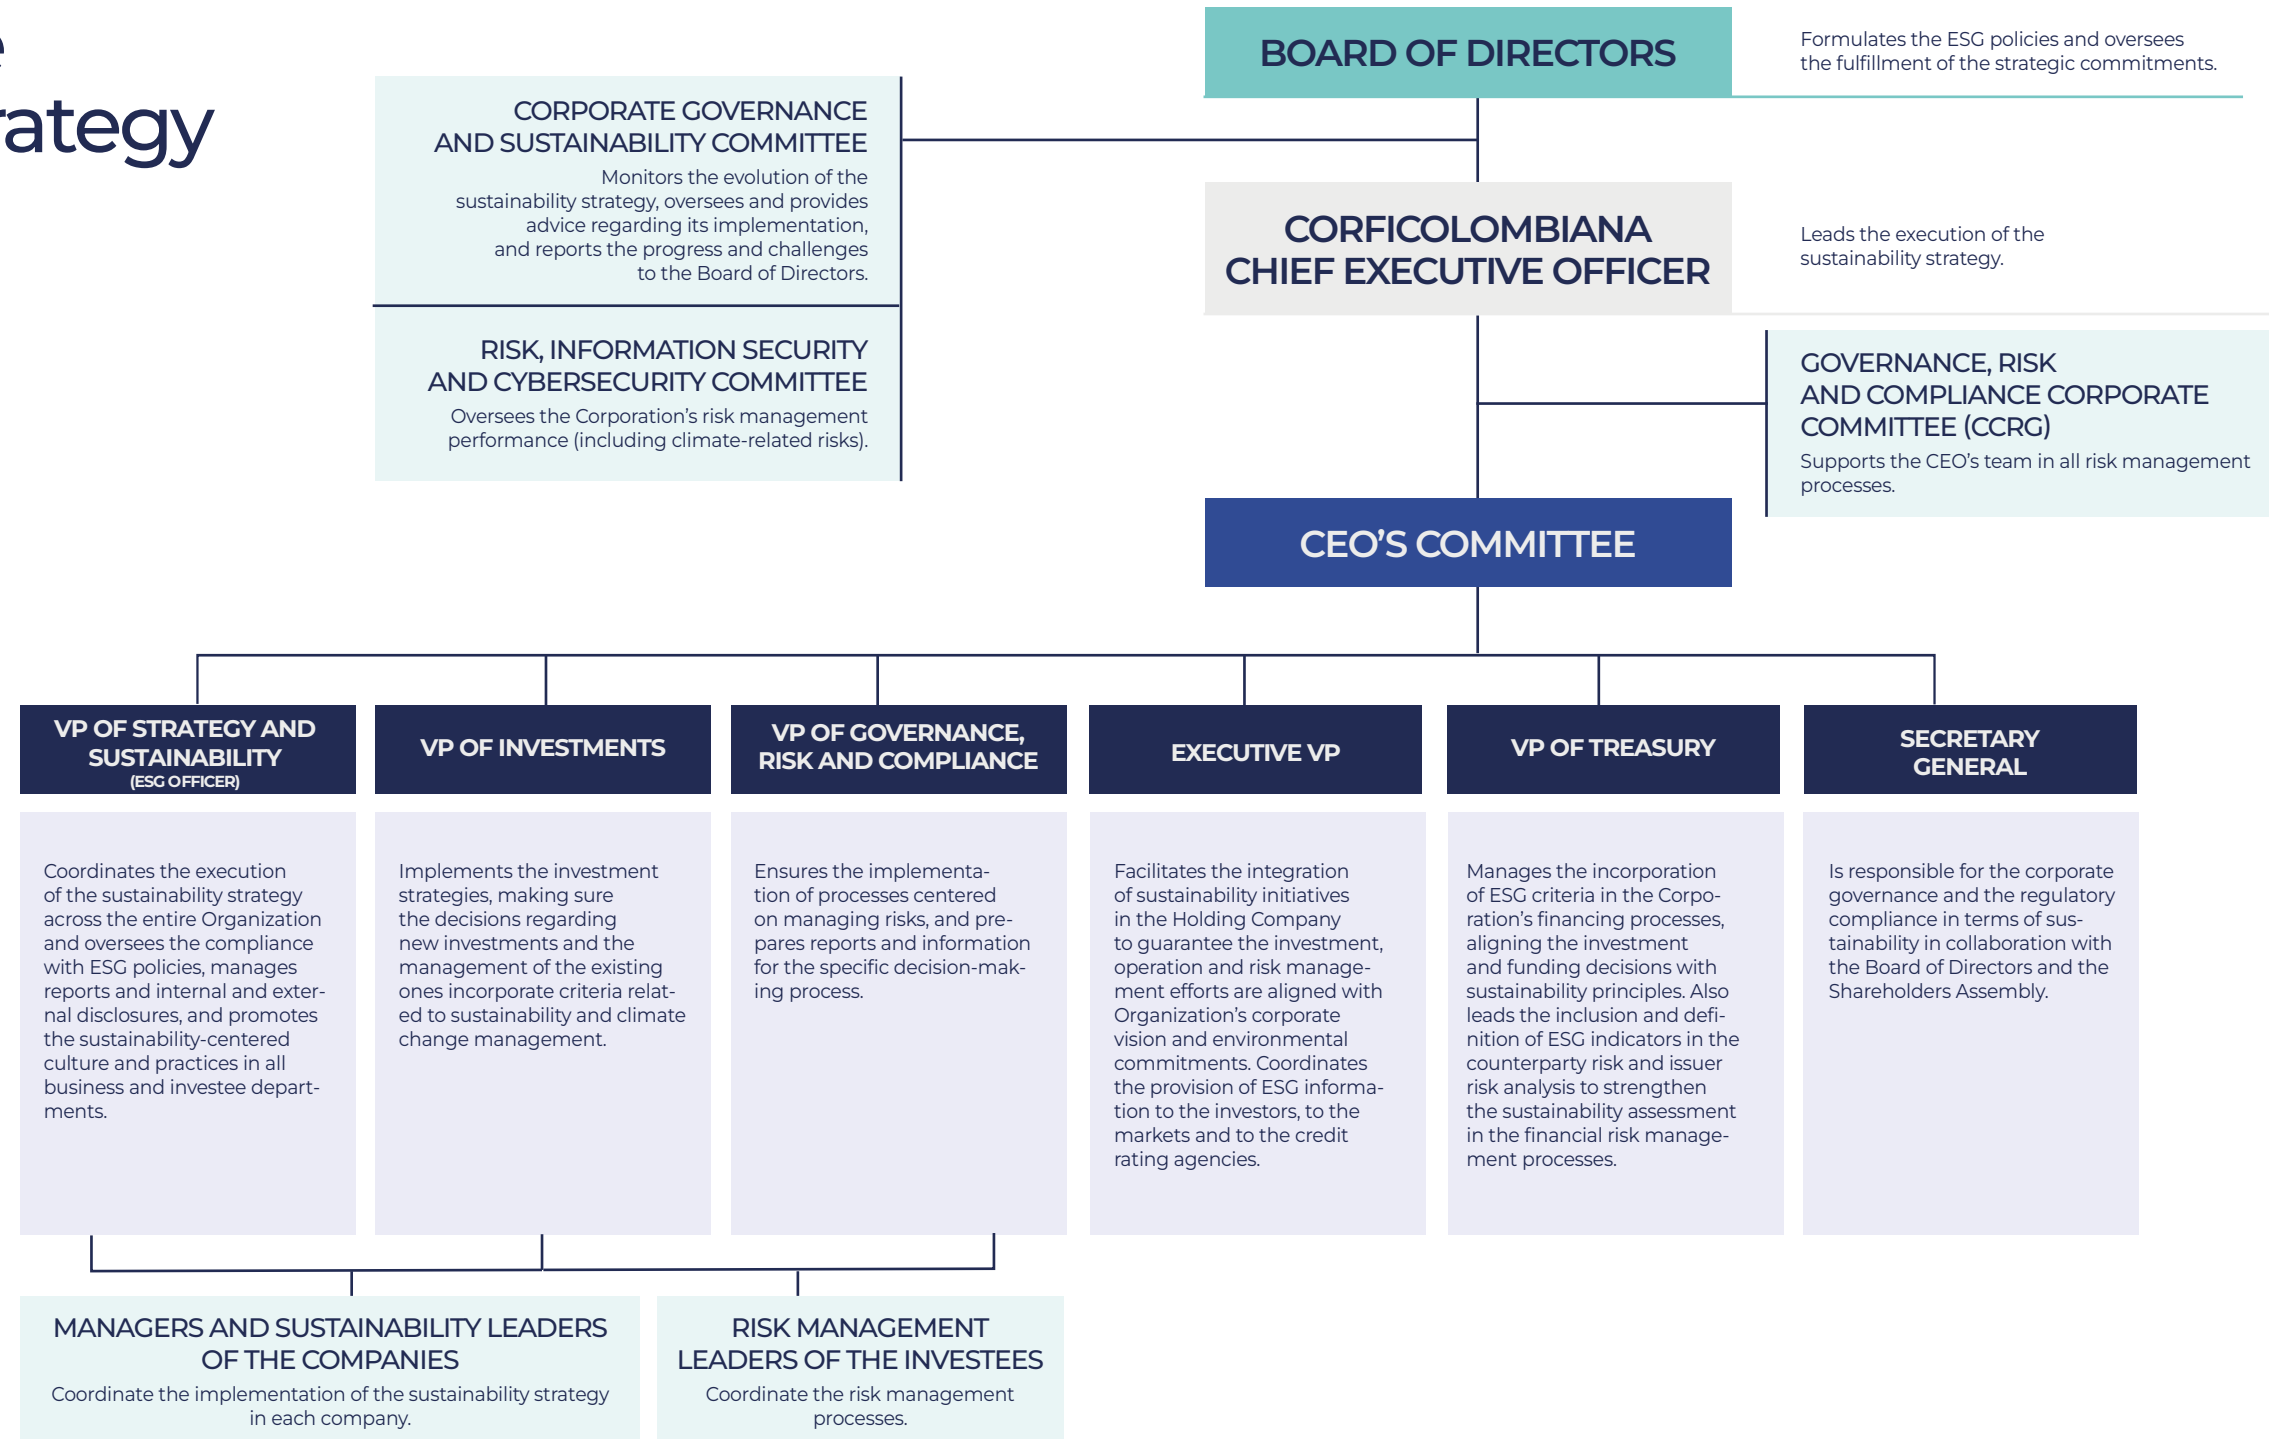 e
rategy
BOARD OF DIRECTORS
Formulates the ESG policies and oversees
the fulfillment of the strategic commitments.
CORPORATE GOVERNANCE
AND SUSTAINABILITY COMMITTEE
Monitors the evolution of the
sustainability strategy, oversees and provides
advice regarding its implementation,
and reports the progress and challenges
to the Board of Directors.
RISK, INFORMATION SECURITY
AND CYBERSECURITY COMMITTEE
Oversees the Corporation's risk management
performance (including climate-related risks).
CORFICOLOMBIANA
CHIEF EXECUTIVE OFFICER
Leads the execution of the
sustainability strategy.
GOVERNANCE, RISK
AND COMPLIANCE CORPORATE
COMMITTEE (CCRG)
Supports the CEO's team in all risk management
processes.
CEO'S COMMITTEE
VP OF STRATEGY AND
SUSTAINABILITY
(ESG OFFICER)
Coordinates the execution
of the sustainability strategy
across the entire Organization
and oversees the compliance
with ESG policies, manages
reports and internal and exter-
nal disclosures, and promotes
the sustainability-centered
culture and practices in all
business and investee depart-
ments.
VP OF INVESTMENTS
Implements the investment
strategies, making sure
the decisions regarding
new investments and the
management of the existing
ones incorporate criteria relat-
ed to sustainability and climate
change management.
VP OF GOVERNANCE,
RISK AND COMPLIANCE
Ensures the implementa-
tion of processes centered
on managing risks, and pre-
pares reports and information
for the specific decision-mak-
ing process.
EXECUTIVE VP
Facilitates the integration
of sustainability initiatives
in the Holding Company
to guarantee the investment,
operation and risk manage-
ment efforts are aligned with
Organization's corporate
vision and environmental
commitments. Coordinates
the provision of ESG informa-
tion to the investors, to the
markets and to the credit
rating agencies.
VP OF TREASURY
Manages the incorporation
of ESG criteria in the Corpo-
ration's financing processes,
aligning the investment
and funding decisions with
sustainability principles. Also
leads the inclusion and defi-
nition of ESG indicators in the
counterparty risk and issuer
risk analysis to strengthen
the sustainability assessment
in the financial risk manage-
ment processes.
SECRETARY
GENERAL
Is responsible for the corporate
governance and the regulatory
compliance in terms of sus-
tainability in collaboration with
the Board of Directors and the
Shareholders Assembly.
MANAGERS AND SUSTAINABILITY LEADERS
OF THE COMPANIES
Coordinate the implementation of the sustainability strategy
in each company.
RISK MANAGEMENT
LEADERS OF THE INVESTEES
Coordinate the risk management
processes.